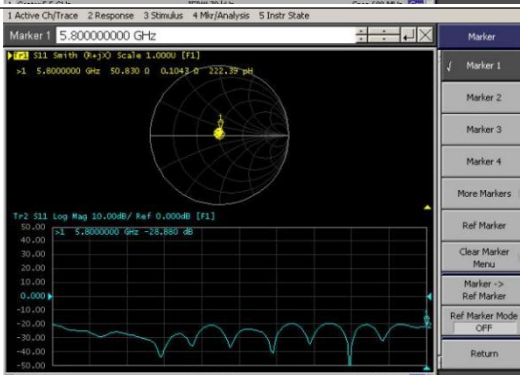 1 Active Ch/Trace 2 Response 3 Stimulus 4 Mkr/Analysis 5 Instr State
Marker 1 5.800000000 GHz
Marker
Tr1 S11 Smith (R+jX) Scale 1.000U [F1]
>1 5.8000000 GHz 50.830 Ω 0.1043 Ω 222.39 pH
1
Marker 1
Marker 2
Marker 3
Marker 4
More Markers
Ref Marker
Clear Marker
Menu
Marker ->
Ref Marker
Ref Marker Mode
OFF
Return
Tr2 S11 Log Mag 10.00dB/ Ref 0.000dB [F1]
50.00
>1 5.8000000 GHz -28.880 dB
40.00
30.00
20.00
10.00
0.000
-10.00
-20.00
-30.00
-40.00
-50.00